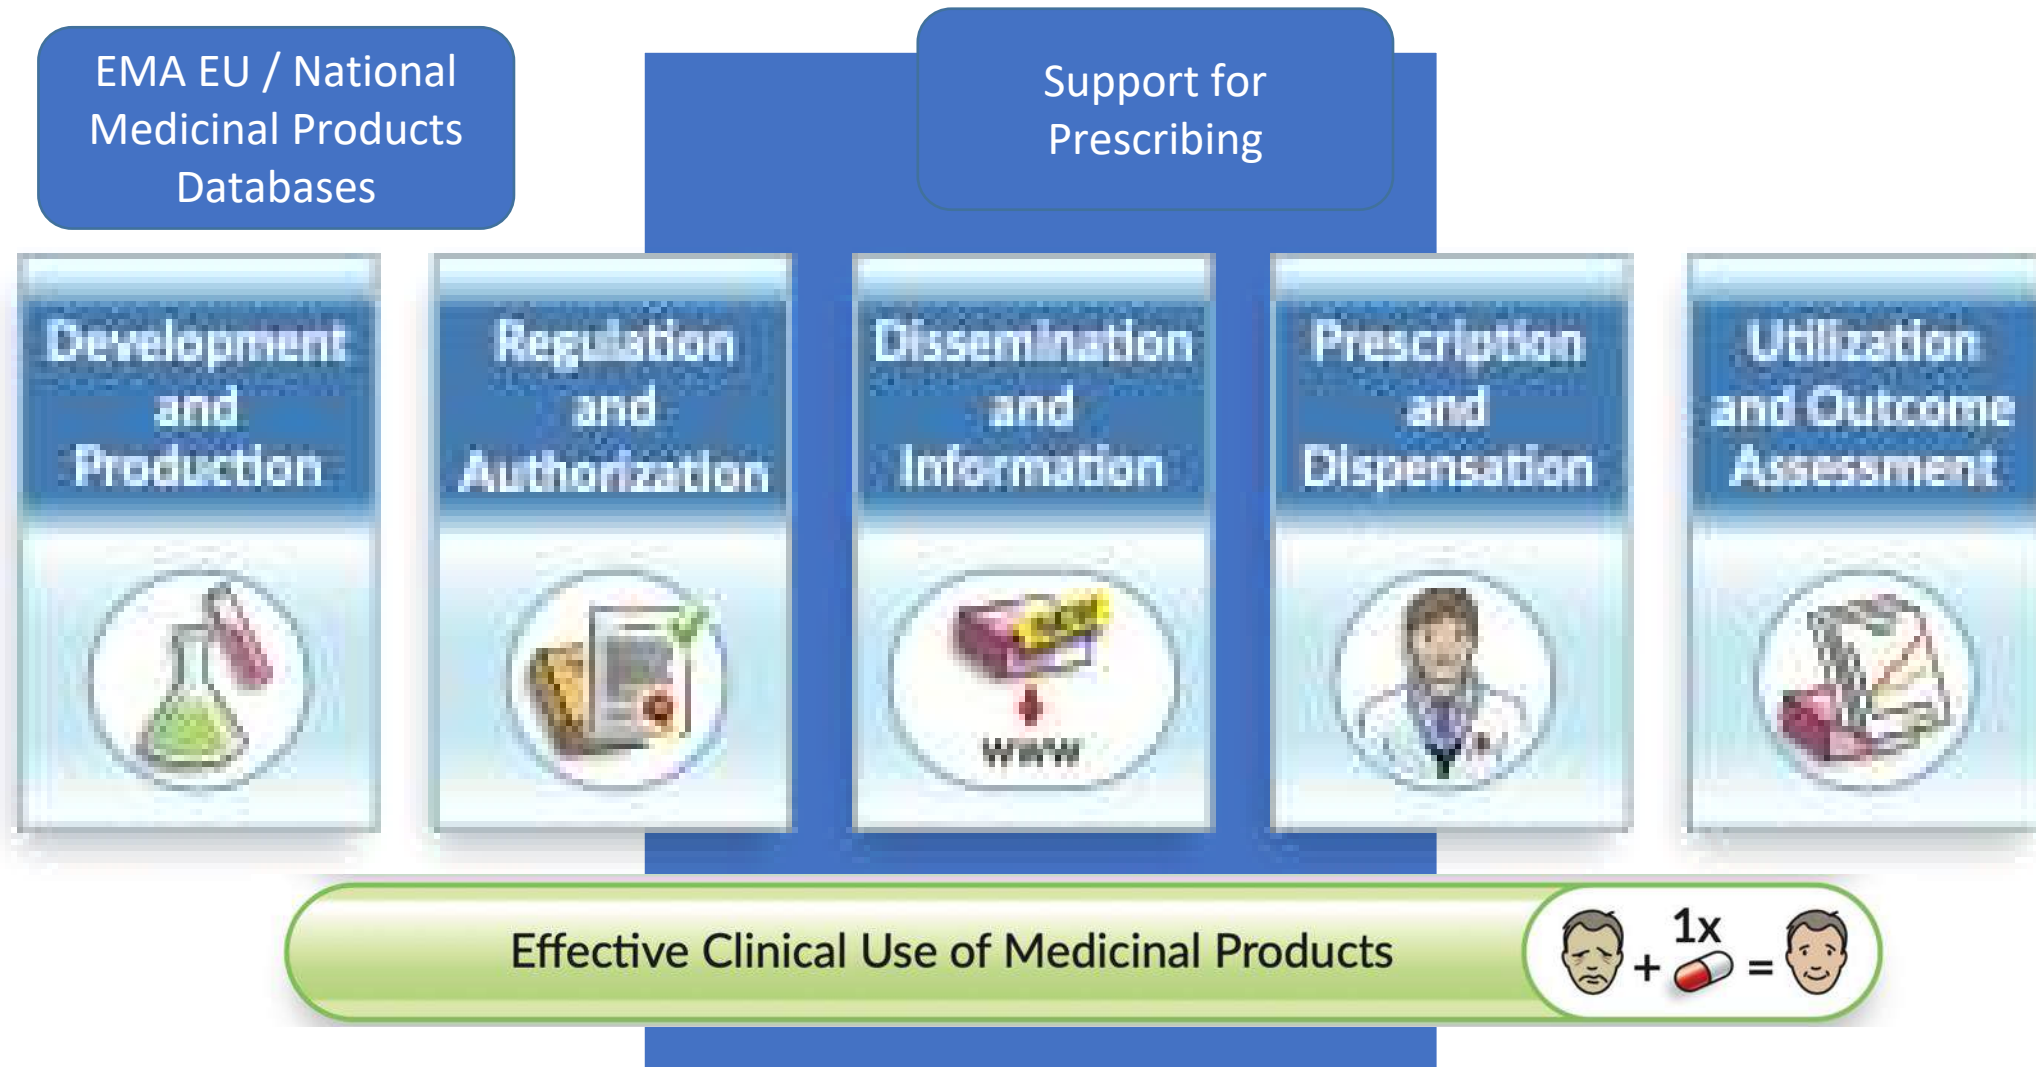 EMA EU / National
Medicinal Products
Databases
Support for
Prescribing
Development
and
Production
Regulation
and
Authorization
Dissemination
and
Information
Prescription
and
Dispensation
Utilization
and Outcome
Assessment
NEW
WWW
Effective Clinical Use of Medicinal Products
1x
+
=